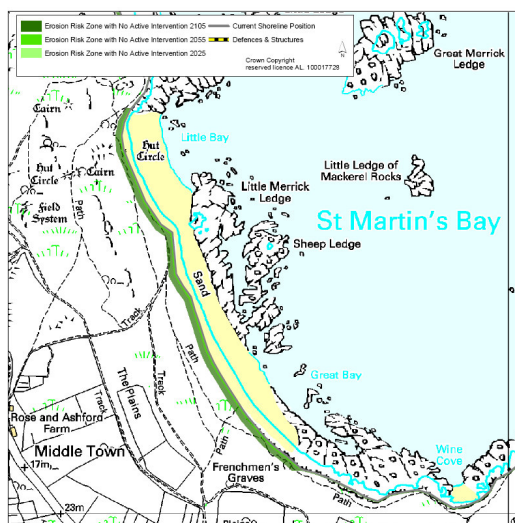 Erosion Risk Zone with No Active Intervention 2105
Current Shoreline Position
Erosion Risk Zone with No Active Intervention 2055
Defences & Structures
Erosion Risk Zone with No Active Intervention 2025
Crown Copyright
reserved licence AL. 100017728
N
Great Merrick
Ledge
Cairn
Little Bay
Hut
Circle
Hut
Circle
Cairn
Little Ledge of
Mackerel Rocks
Little Merrick
Ledge
Path
Field
System
St Martin's Bay
Sheep Ledge
Sand
Track
Path
Great Bay
The Plains
Track
Track
Rose and Ashford
Farm
Path
Wine
Cove
Middle Town
17m
Frenchmen's
Graves
Path
23m